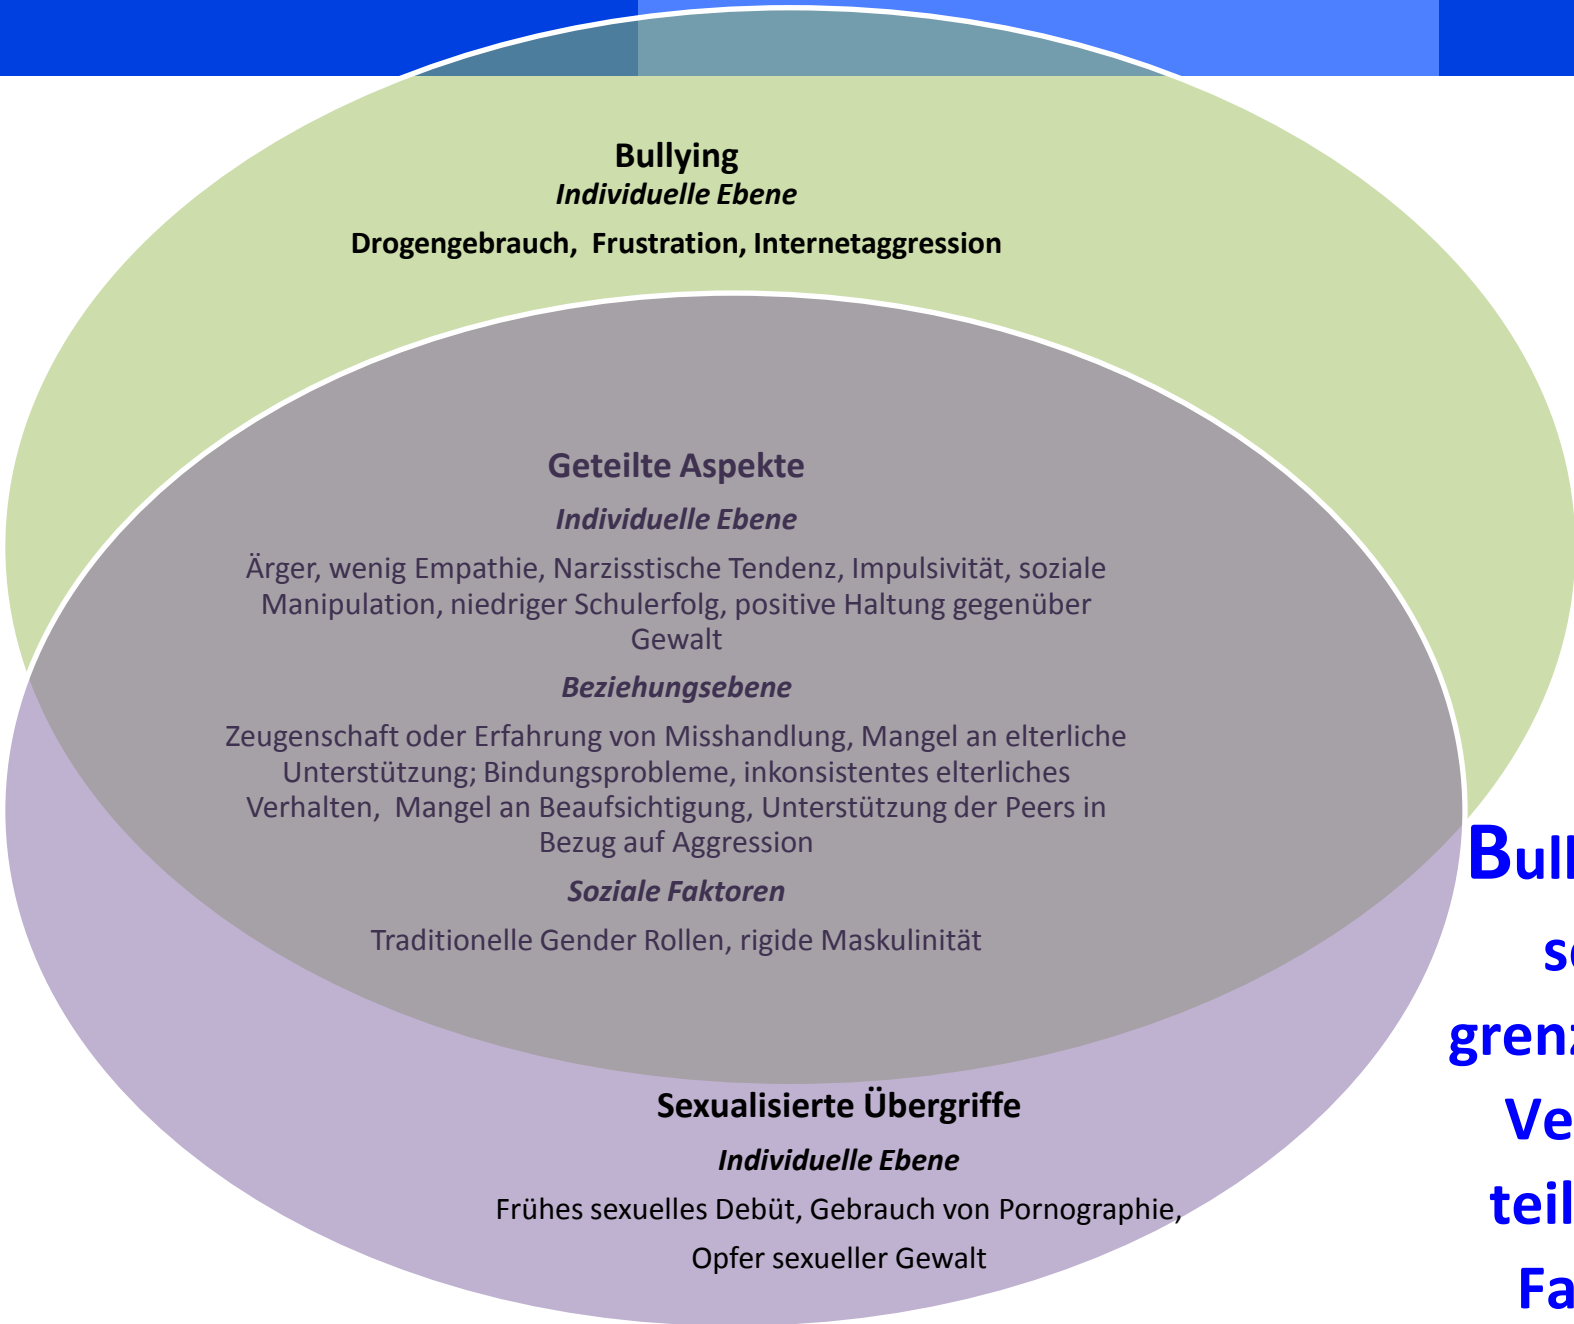 Bullying
Individuelle Ebene
Drogengebrauch, Frustration, Internetaggression
Geteilte Aspekte
Individuelle Ebene
Ärger, wenig Empathie, Narzisstische Tendenz, Impulsivität, soziale
Manipulation, niedriger Schulerfolg, positive Haltung gegenüber
Gewalt
Beziehungsebene
Zeugenschaft oder Erfahrung von Misshandlung, Mangel an elterliche
Unterstützung; Bindungsprobleme, inkonsistentes elterliches
Verhalten, Mangel an Beaufsichtigung, Unterstützung der Peers in
Bezug auf Aggression
Soziale Faktoren
Traditionelle Gender Rollen, rigide Maskulinität
Sexualisierte Übergriffe
Individuelle Ebene
Frühes sexuelles Debüt, Gebrauch von Pornographie,
Opfer sexueller Gewalt